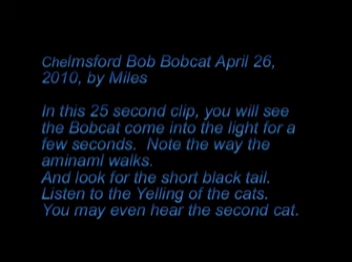 Chelmsford Bob Bobcat April 26,
2010, by Miles
In this 25 second clip, you will see
the Bobcat come into the light for a
few seconds. Note the way the
aminaml walks.
And look for the short black tail.
Listen to the Yelling of the cats.
You may even hear the second cat.